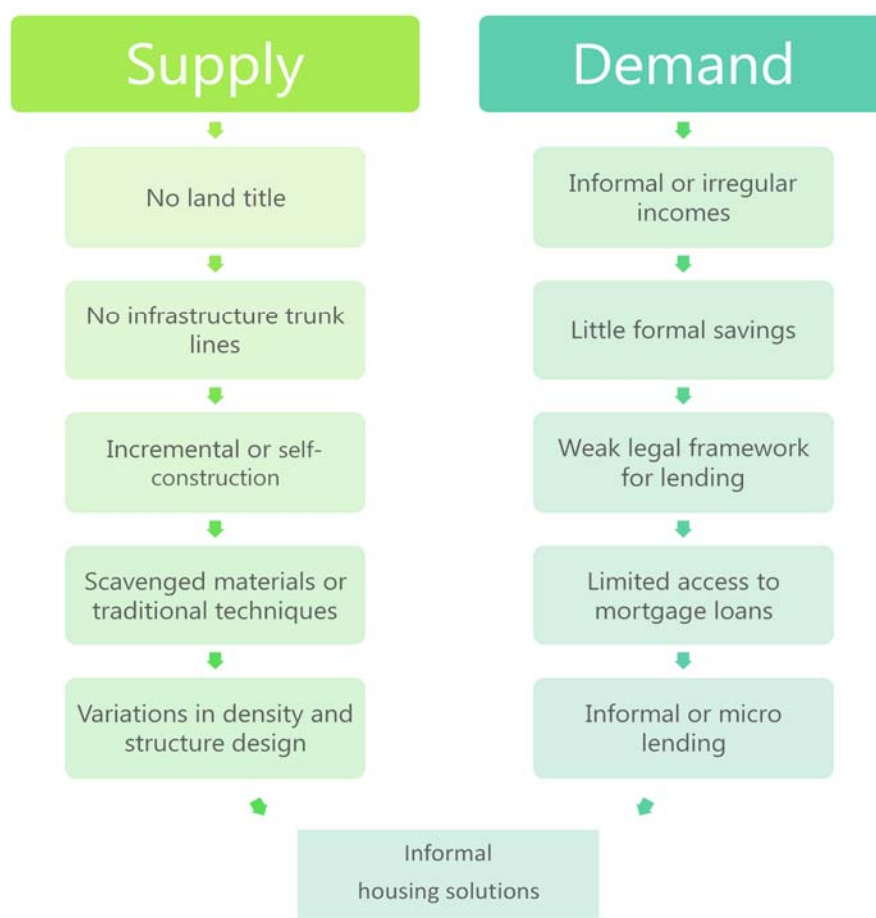 Supply
No land title
No infrastructure trunk
lines
Incremental or self-
construction
Scavenged materials or
traditional techniques
Variations in density and
structure design
Demand
Informal or irregular
incomes
Little formal savings
Weak legal framework
for lending
Limited access to
mortgage loans
Informal or micro
lending
Informal
housing solutions